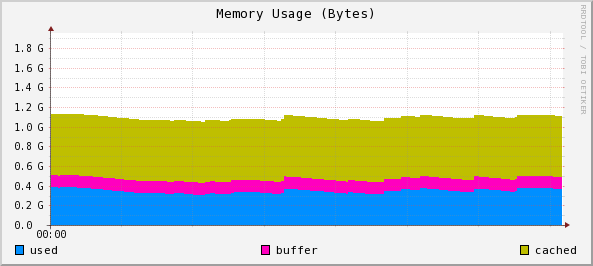 Memory Usage (Bytes)
RRDTOOL / TOBI OETIKER
1.8 G
1.6 G
1.4 G
1.2 G
1.0 G
0.8 G
0.6 G
0.4 G
0.2 G
0.0
00:00
used buffer cached